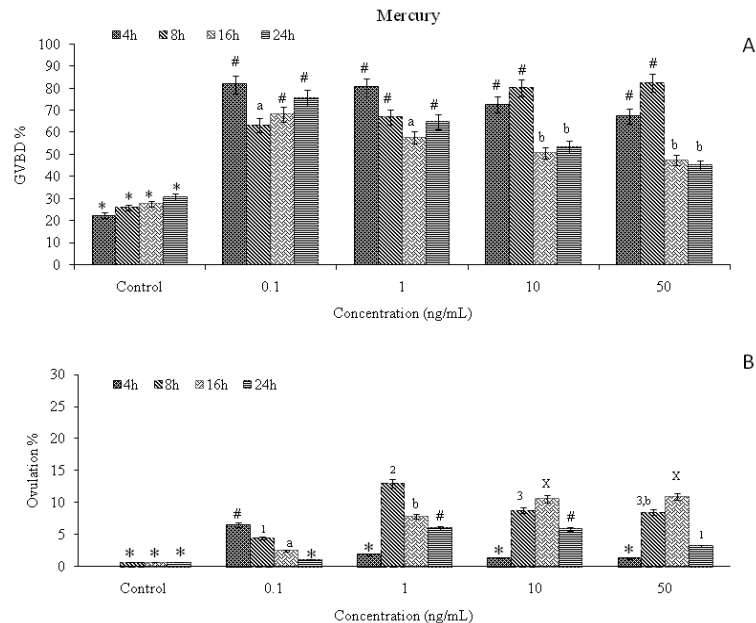 Mercury
A
4h 8h 16h 24h
GVBD %
100
90
80
70
60
50
40
30
20
10
0
* * * *
# a # #
# # a #
# # b b
# # b b
Control 0.1 1 10 50
Concentration (ng/mL)
B
4h 8h 16h 24h
Ovulation %
30
25
20
15
10
5
0
* * *
# 1 a *
* 2 b #
3 X #
* 3,b X 1
Control 0.1 1 10 50
Concentration (ng/mL)